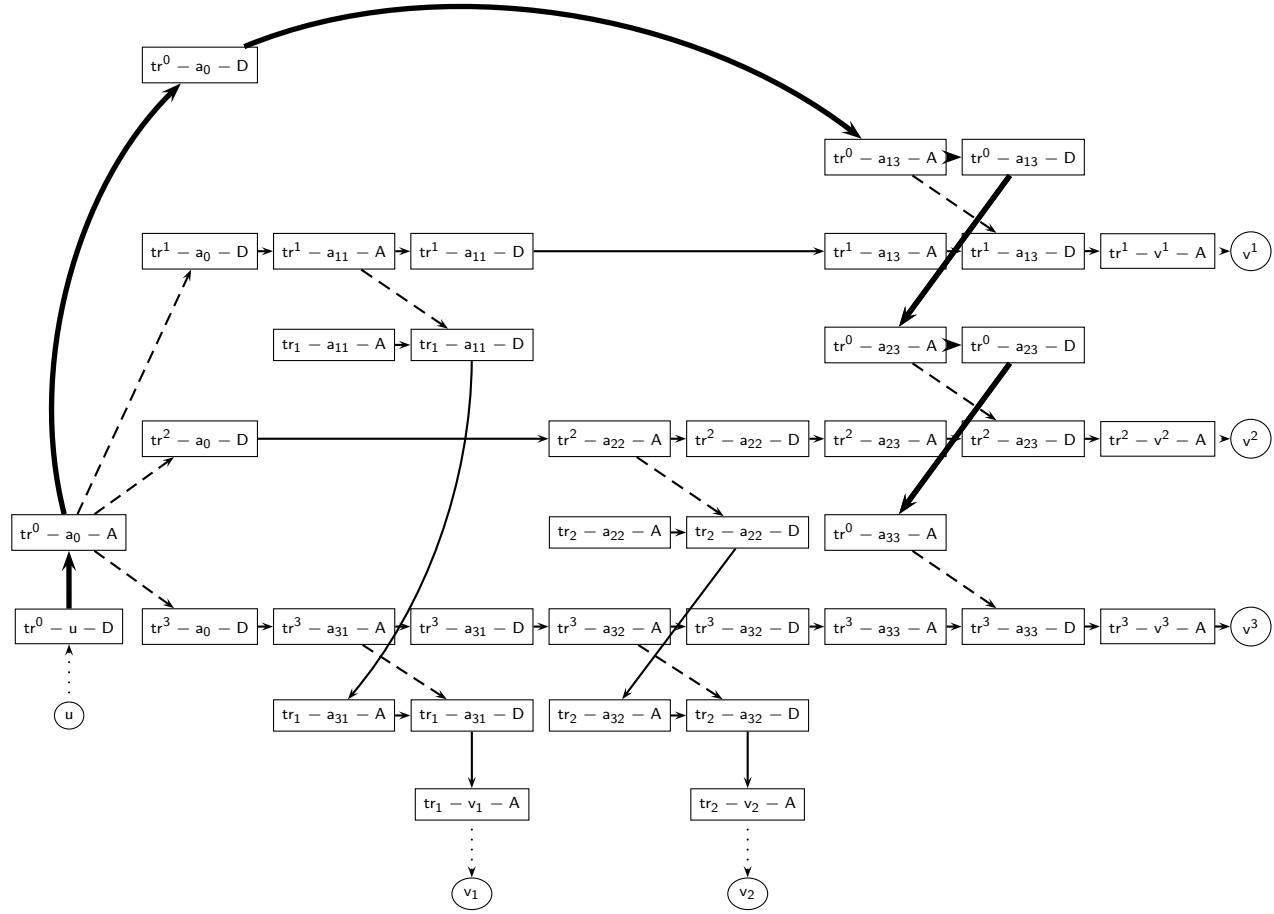 tr⁰ − a₀ − D
tr⁰ − a₁₃ − A tr⁰ − a₁₃ − D
tr¹ − a₀ − D tr¹ − a₁₁ − A tr¹ − a₁₁ − D tr¹ − a₁₃ − A tr¹ − a₁₃ − D tr¹ − v¹ − A v¹
tr₁ − a₁₁ − A tr₁ − a₁₁ − D tr⁰ − a₂₃ − A tr⁰ − a₂₃ − D
tr² − a₀ − D tr² − a₂₂ − A tr² − a₂₂ − D tr² − a₂₃ − A tr² − a₂₃ − D tr² − v² − A v²
tr⁰ − a₀ − A tr₂ − a₂₂ − A tr₂ − a₂₂ − D tr⁰ − a₃₃ − A
tr⁰ − u − D tr³ − a₀ − D tr³ − a₃₁ − A tr³ − a₃₁ − D tr³ − a₃₂ − A tr³ − a₃₂ − D tr³ − a₃₃ − A tr³ − a₃₃ − D tr³ − v³ − A v³
u tr₁ − a₃₁ − A tr₁ − a₃₁ − D tr₂ − a₃₂ − A tr₂ − a₃₂ − D
tr₁ − v₁ − A tr₂ − v₂ − A
v₁ v₂